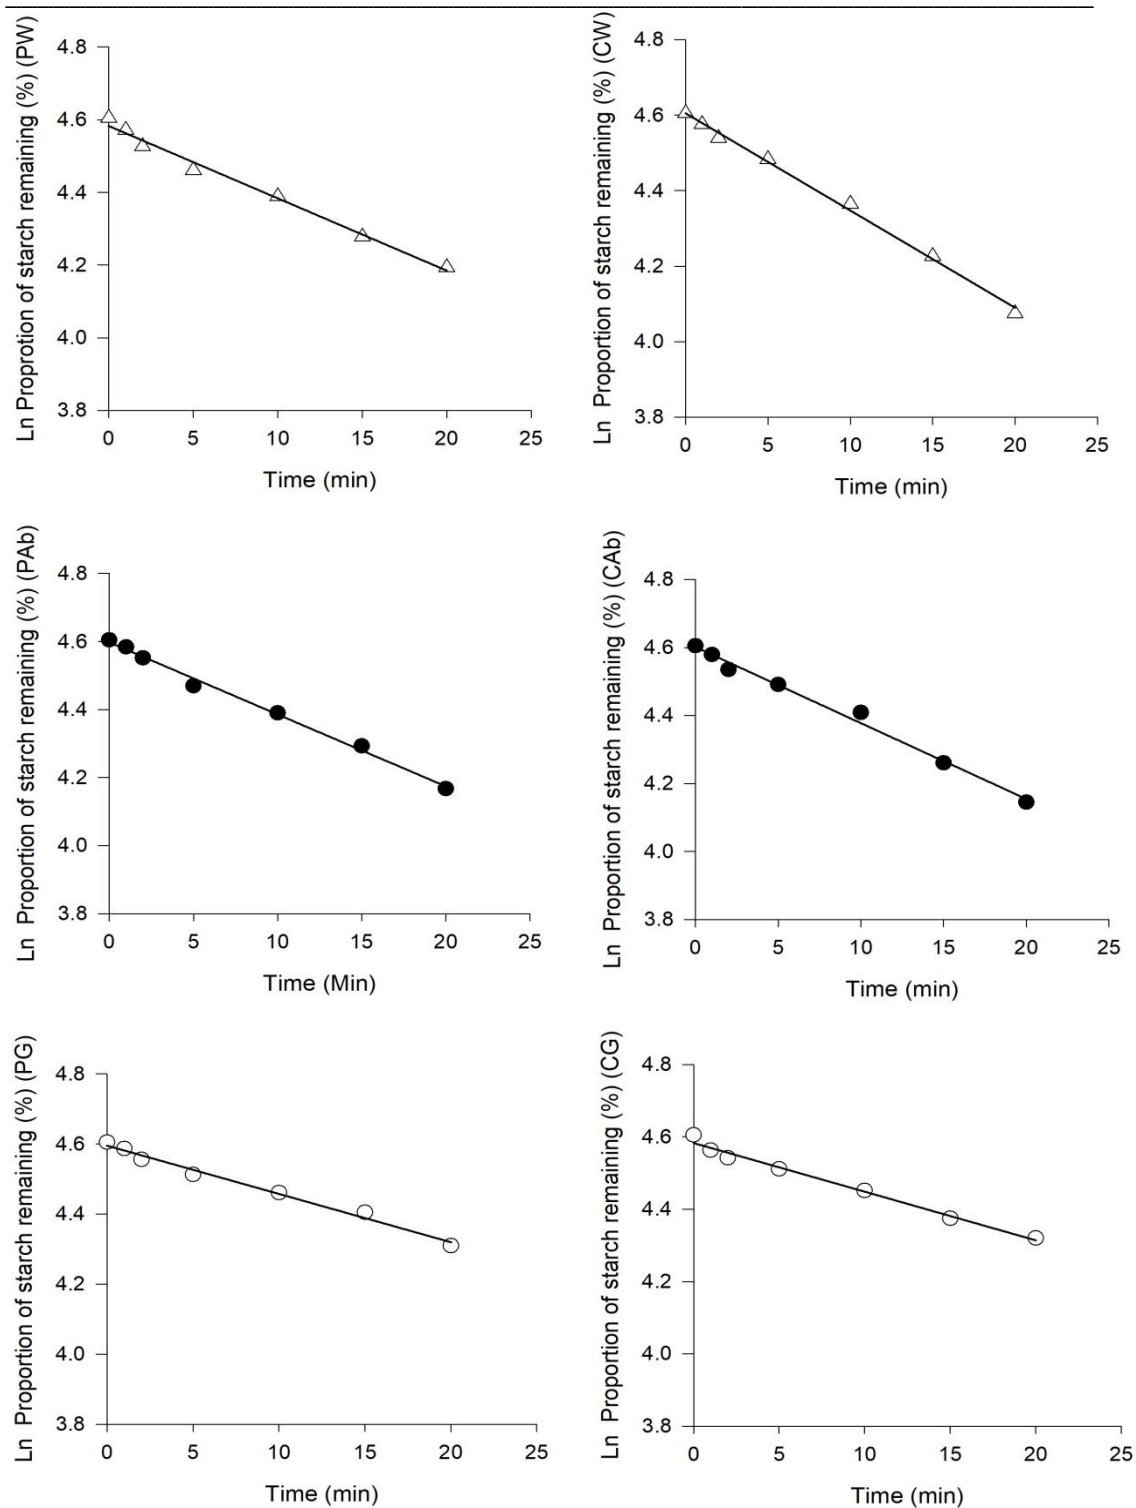 Ln Proprotion of starch remaining (%) (PW)
4.8
4.6
4.4
4.2
4.0
3.8
0 5 10 15 20 25
Time (min)
Ln Proportion of starch remaining (%) (CW)
4.8
4.6
4.4
4.2
4.0
3.8
0 5 10 15 20 25
Time (min)
Ln Proportion of starch remaining (%) (PAb)
4.8
4.6
4.4
4.2
4.0
3.8
0 5 10 15 20 25
Time (Min)
Ln Proportion of starch remaining (%) (CAb)
4.8
4.6
4.4
4.2
4.0
3.8
0 5 10 15 20 25
Time (min)
Ln Proportion of starch remaining (%) (PG)
4.8
4.6
4.4
4.2
4.0
3.8
0 5 10 15 20 25
Time (min)
Ln Proportion of starch remaining (%) (CG)
4.8
4.6
4.4
4.2
4.0
3.8
0 5 10 15 20 25
Time (min)